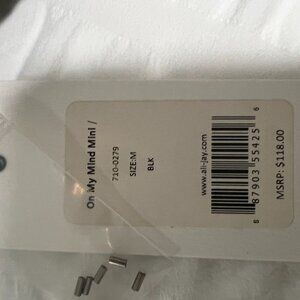 On My Mind Mini /
710-0279
SIZE:M
BLK
www.ali-jay.com
8 87903 55425 6
MSRP: $118.00